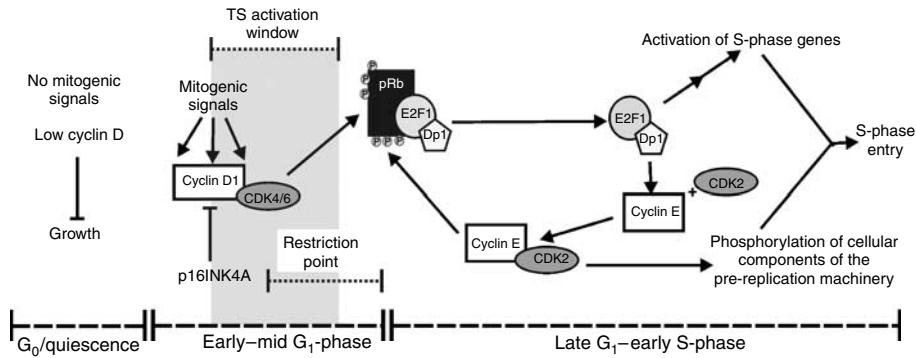 TS activation
window
No mitogenic
signals
Low cyclin D
Growth
Mitogenic
signals
Cyclin D1
CDK4/6
p16INK4A
Restriction
point
P
P
P
pRb
E2F1
Dp1
P P P
E2F1
Dp1
Activation of S-phase genes
S-phase
entry
+
CDK2
Cyclin E
Cyclin E
CDK2
Phosphorylation of cellular
components of the
pre-replication machinery
G0/quiescence
Early–mid G1-phase
Late G1–early S-phase